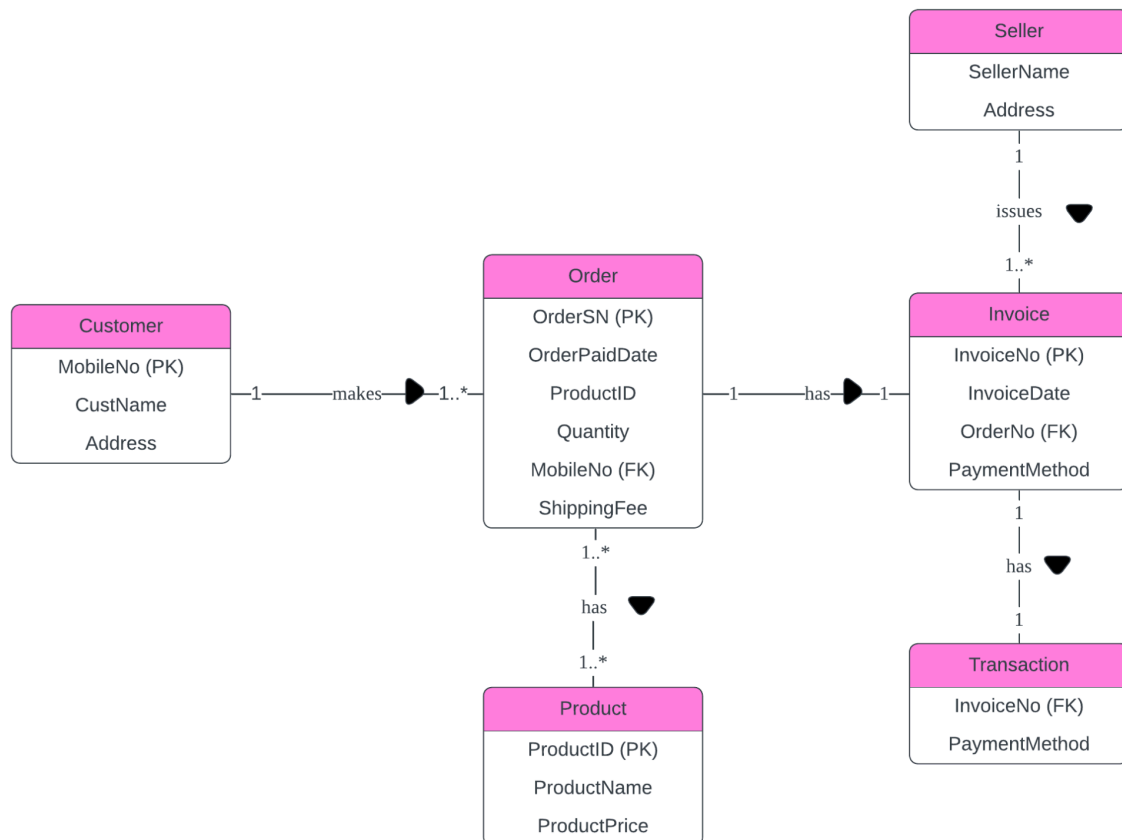 Seller
SellerName
Address
1
issues
1..*
Customer
MobileNo (PK)
CustName
Address
1
makes
1..*
Order
OrderSN (PK)
OrderPaidDate
ProductID
Quantity
MobileNo (FK)
ShippingFee
1
has
1
Invoice
InvoiceNo (PK)
InvoiceDate
OrderNo (FK)
PaymentMethod
1..*
has
1..*
Product
ProductID (PK)
ProductName
ProductPrice
1
has
1
Transaction
InvoiceNo (FK)
PaymentMethod